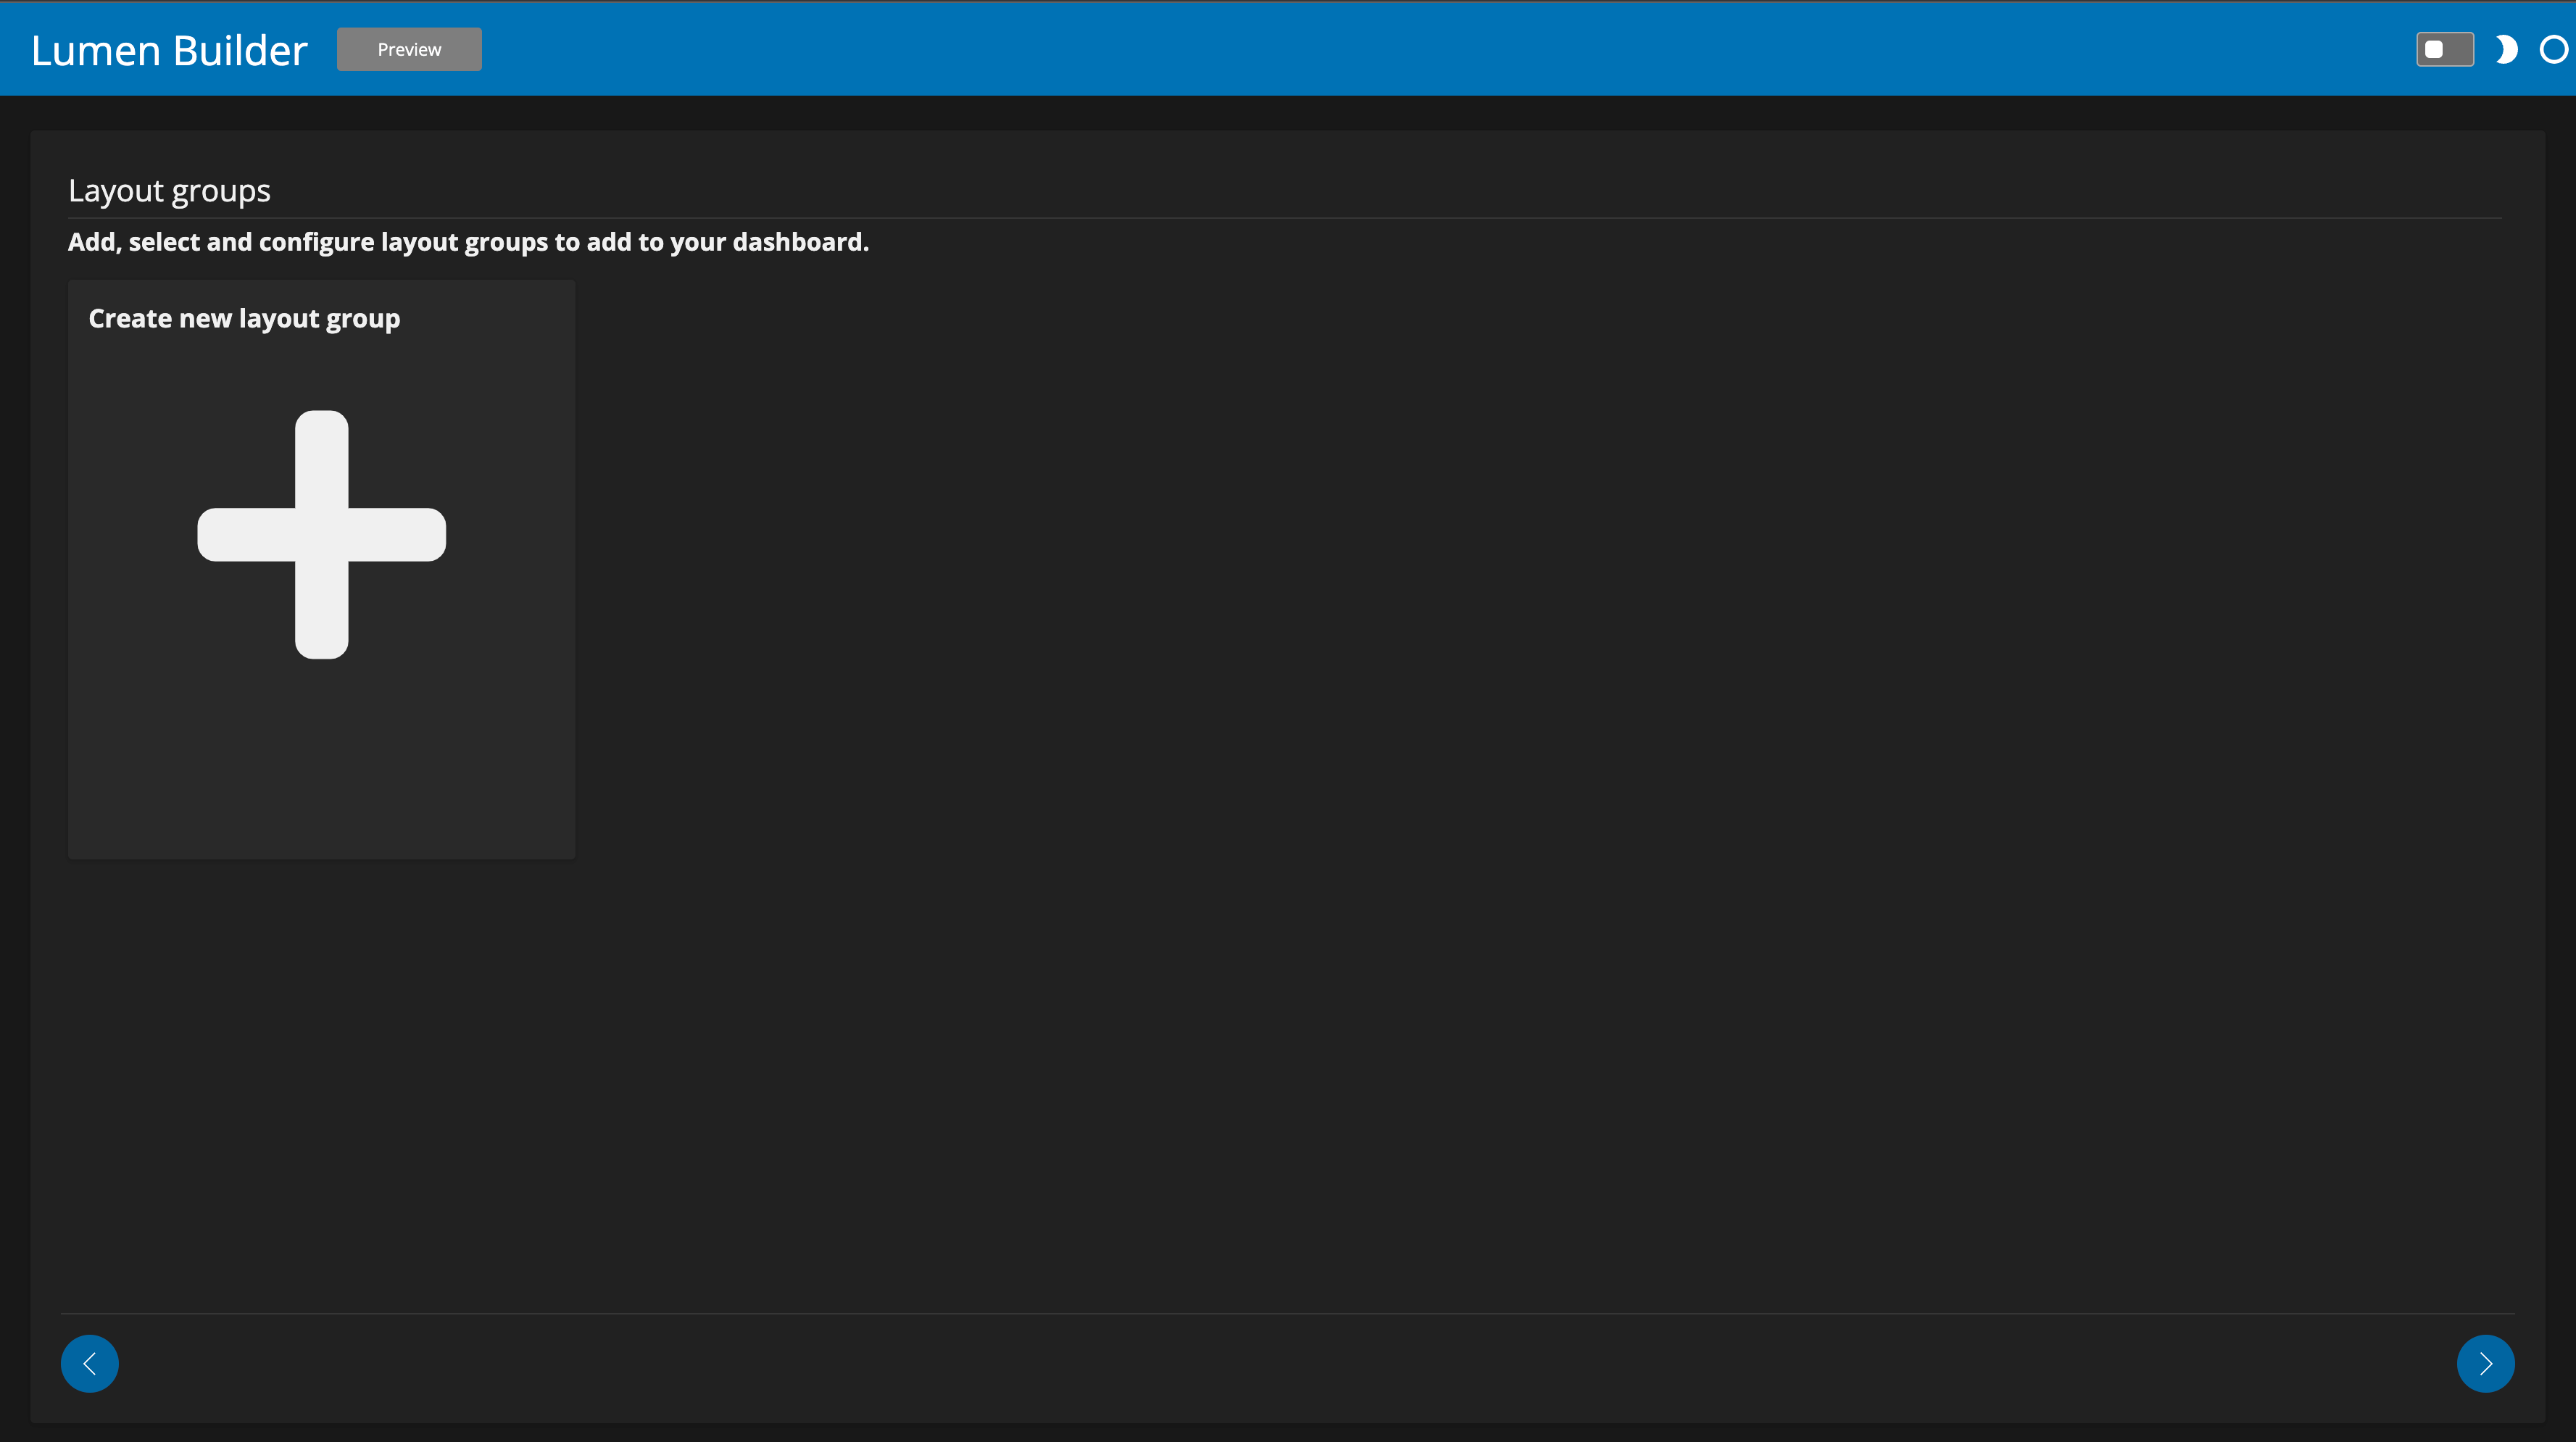 Lumen Builder
Preview
Layout groups
Add, select and configure layout groups to add to your dashboard.
Create new layout group